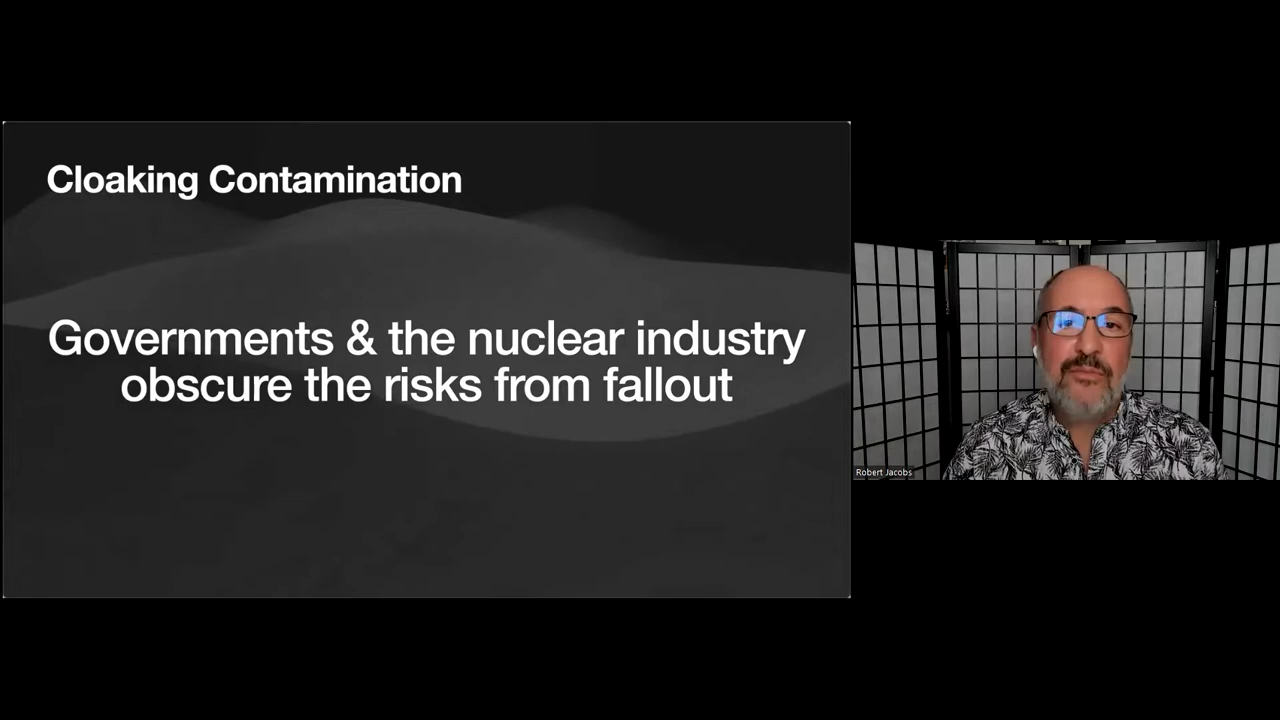 Cloaking Contamination
Governments & the nuclear industry
obscure the risks from fallout
Robert Jacobs